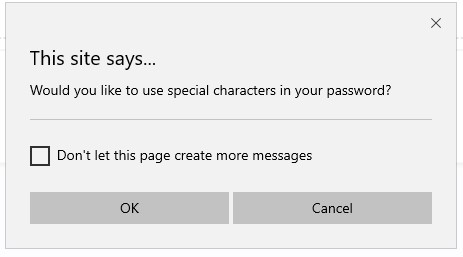 This site says...
Would you like to use special characters in your password?
Don't let this page create more messages
OK
Cancel